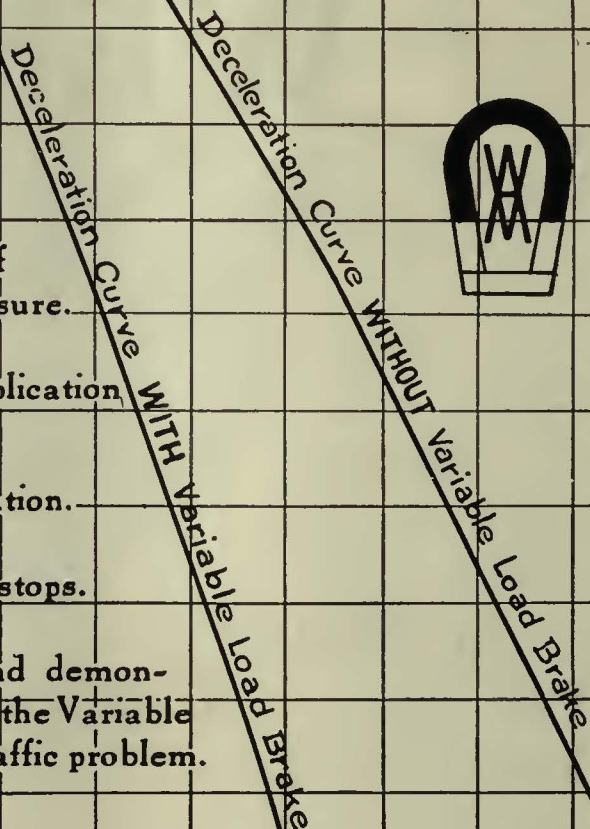 Deceleration Curve WITH Variable Load Brake
Deceleration Curve WITHOUT Variable Load Brake
W
sure.
plication
tion.
stops.
demon-
the Variable
affic problem.